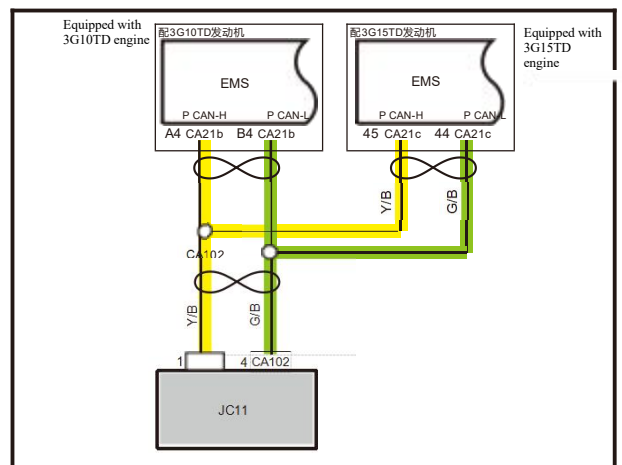 Equipped with
3G10TD engine
配3G10TD发动机
EMS
P CAN-H P CAN-L
A4 CA21b B4 CA21b
配3G15TD发动机
EMS
P CAN-H P CAN-L
45 CA21c 44 CA21c
Equipped with
3G15TD
engine
Y/B
G/B
CA102
Y/B
G/B
1 4 CA102
JC11